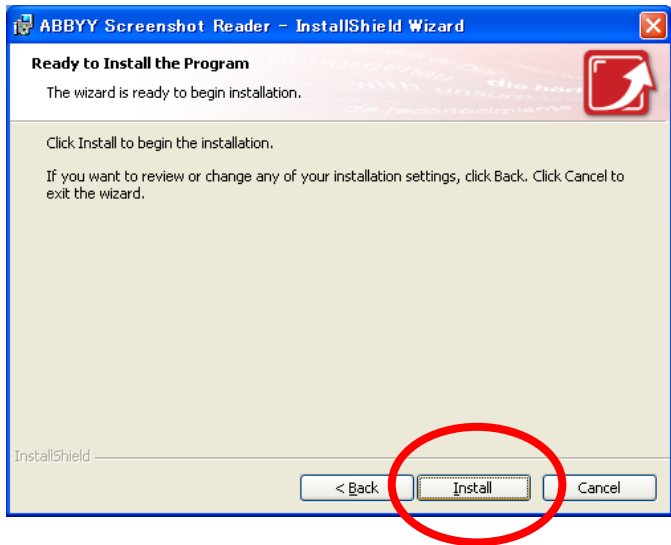 ABBYY Screenshot Reader - InstallShield Wizard
Ready to Install the Program
The wizard is ready to begin installation.
Click Install to begin the installation.
If you want to review or change any of your installation settings, click Back. Click Cancel to
exit the wizard.
InstallShield
< Back
Install
Cancel